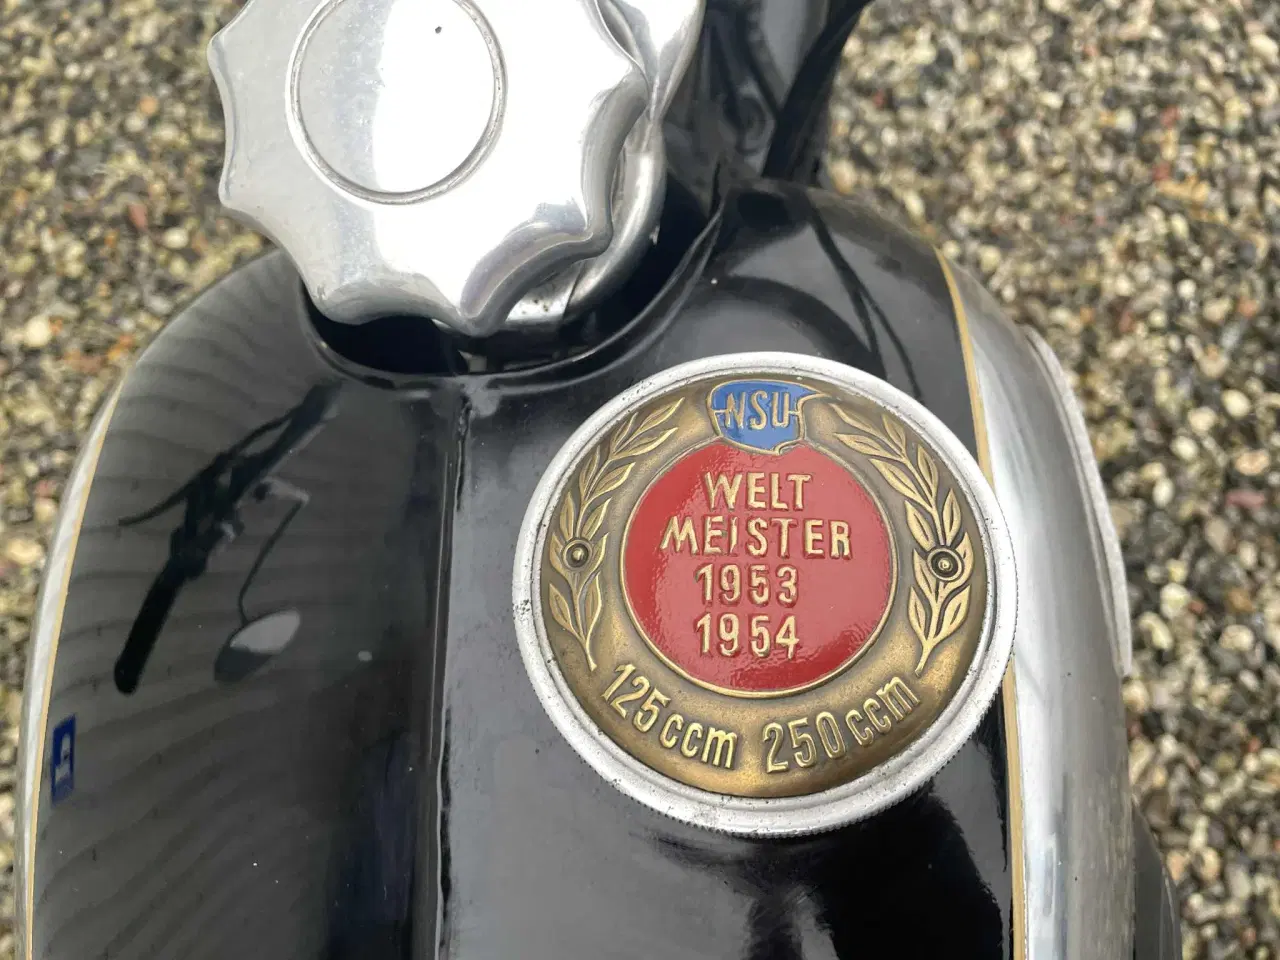 NSU
WELT
MEISTER
1953
1954
125ccm 250ccm